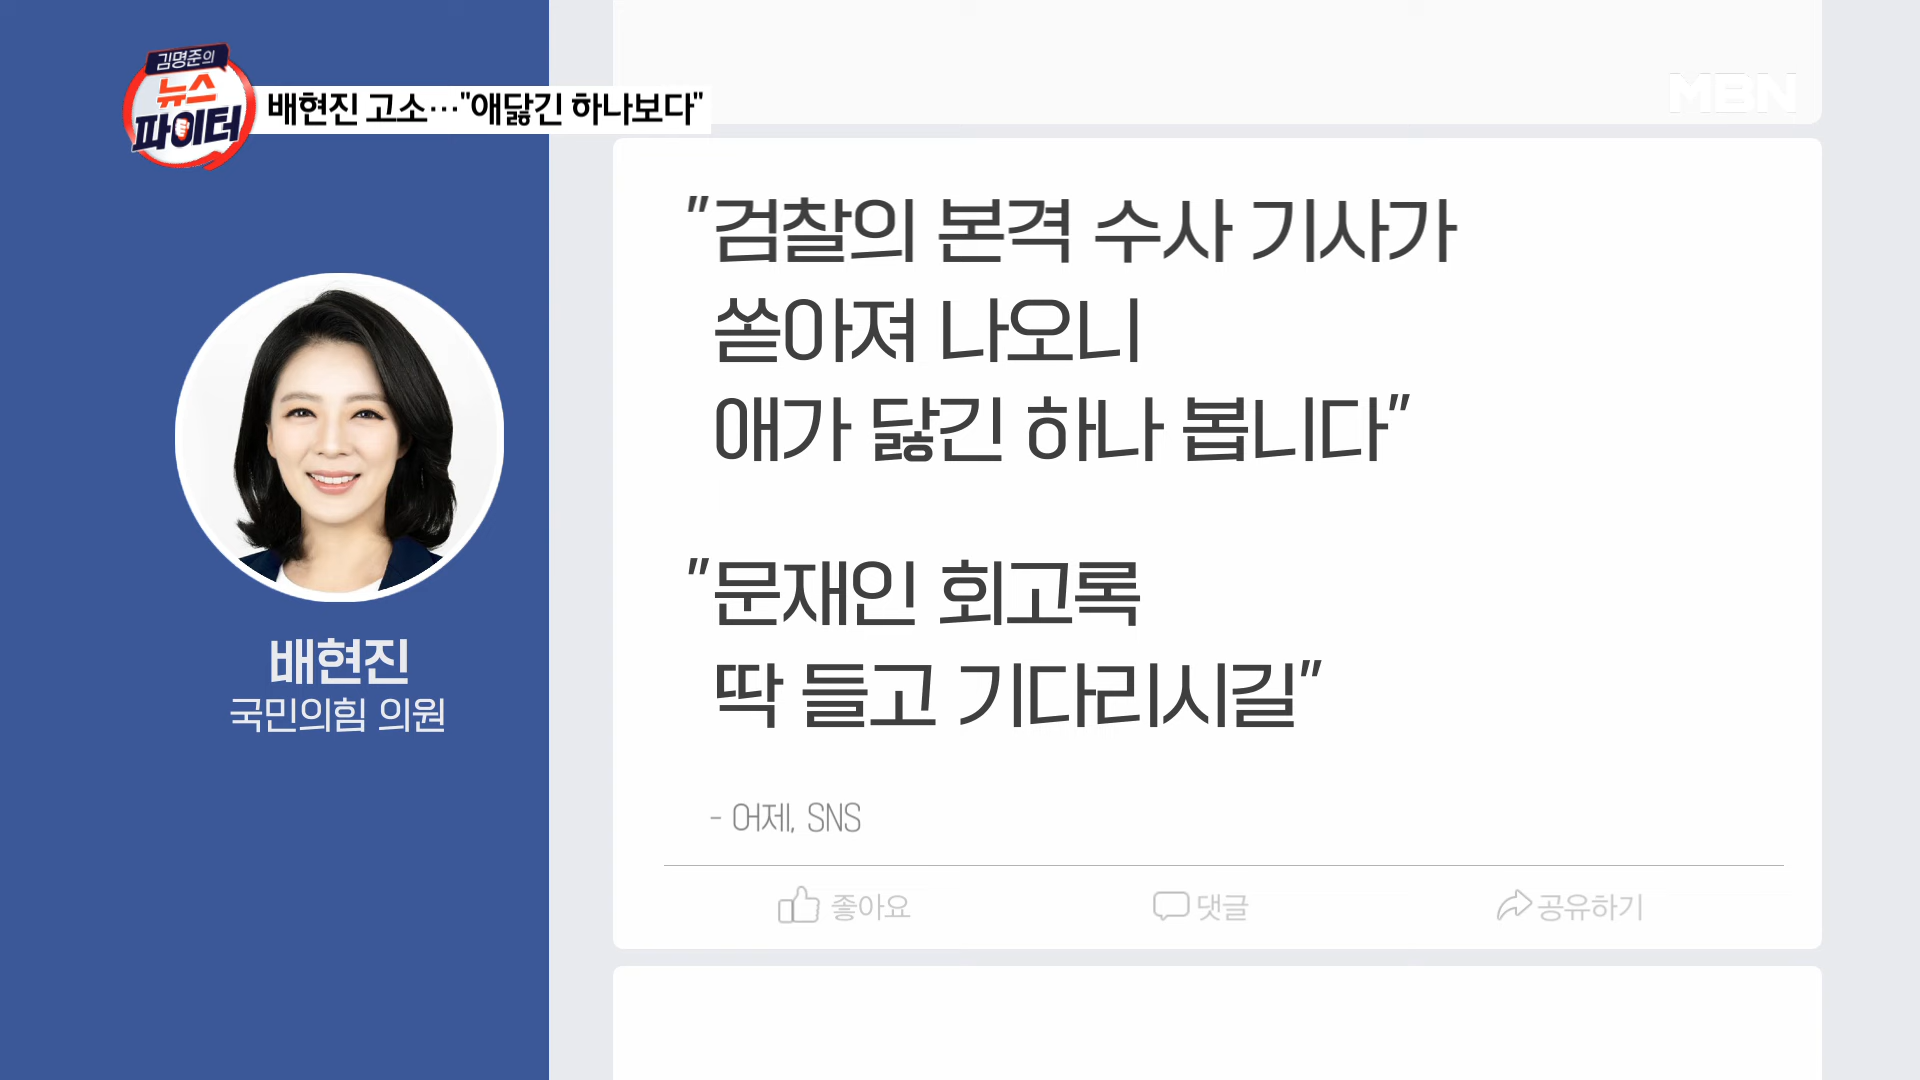 김명준의
뉴스
파이터
배현진 고소…"애닳긴 하나보다"
MBN
"검찰의 본격 수사 기사가
쏟아져 나오니
애가 닳긴 하나 봅니다"
"문재인 회고록
딱 들고 기다리시길"
- 어제, SNS
좋아요
댓글
공유하기
배현진
국민의힘 의원